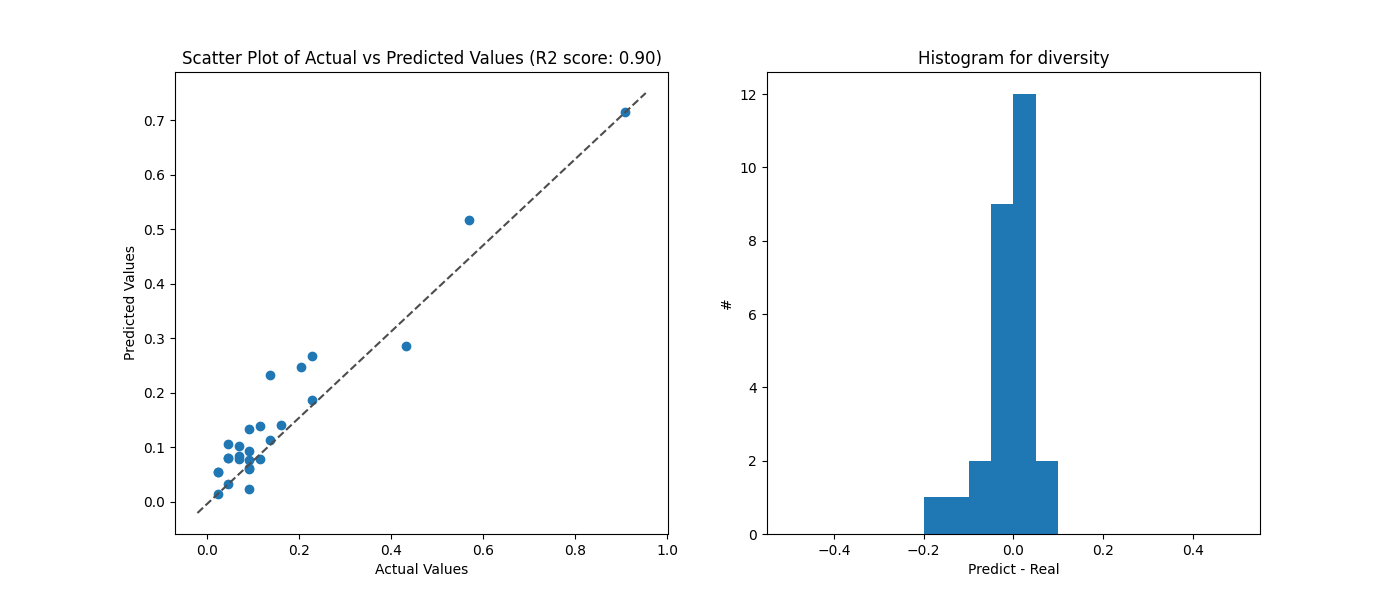 Scatter Plot of Actual vs Predicted Values (R2 score: 0.90)
Predicted Values
0.7
0.6
0.5
0.4
0.3
0.2
0.1
0.0
0.0 0.2 0.4 0.6 0.8 1.0
Actual Values
Histogram for diversity
#
12
10
8
6
4
2
0
−0.4 −0.2 0.0 0.2 0.4
Predict - Real